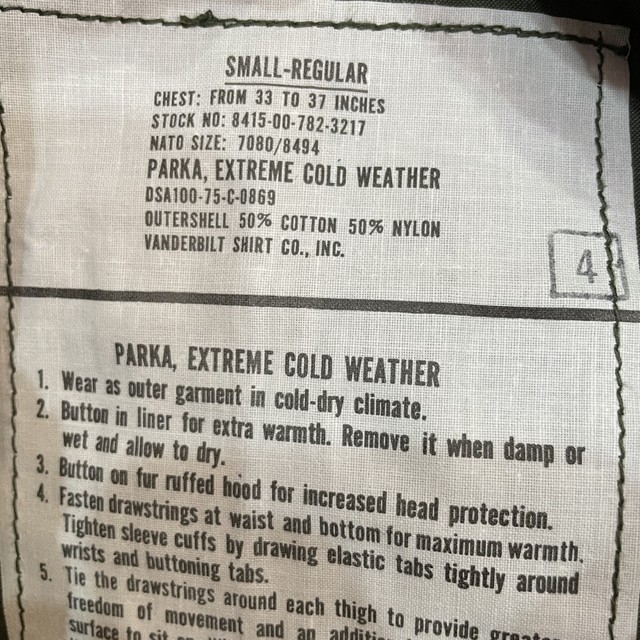 SMALL-REGULAR
CHEST: FROM 33 TO 37 INCHES
STOCK NO: 8415-00-782-3217
NATO SIZE: 7080/8494
PARKA, EXTREME COLD WEATHER
DSA100-75-C-0869
OUTERSHELL 50% COTTON 50% NYLON
VANDERBILT SHIRT CO., INC.
4
PARKA, EXTREME COLD WEATHER
1. Wear as outer garment in cold-dry climate.
2. Button in liner for extra warmth. Remove it when damp or
wet and allow to dry.
3. Button on fur ruffed hood for increased head protection.
4. Fasten drawstrings at waist and bottom for maximum warmth.
Tighten sleeve cuffs by drawing elastic tabs tightly around
wrists and buttoning tabs.
5. Tie the drawstrings around each thigh to provide greater
freedom of movement and an
surface to sit